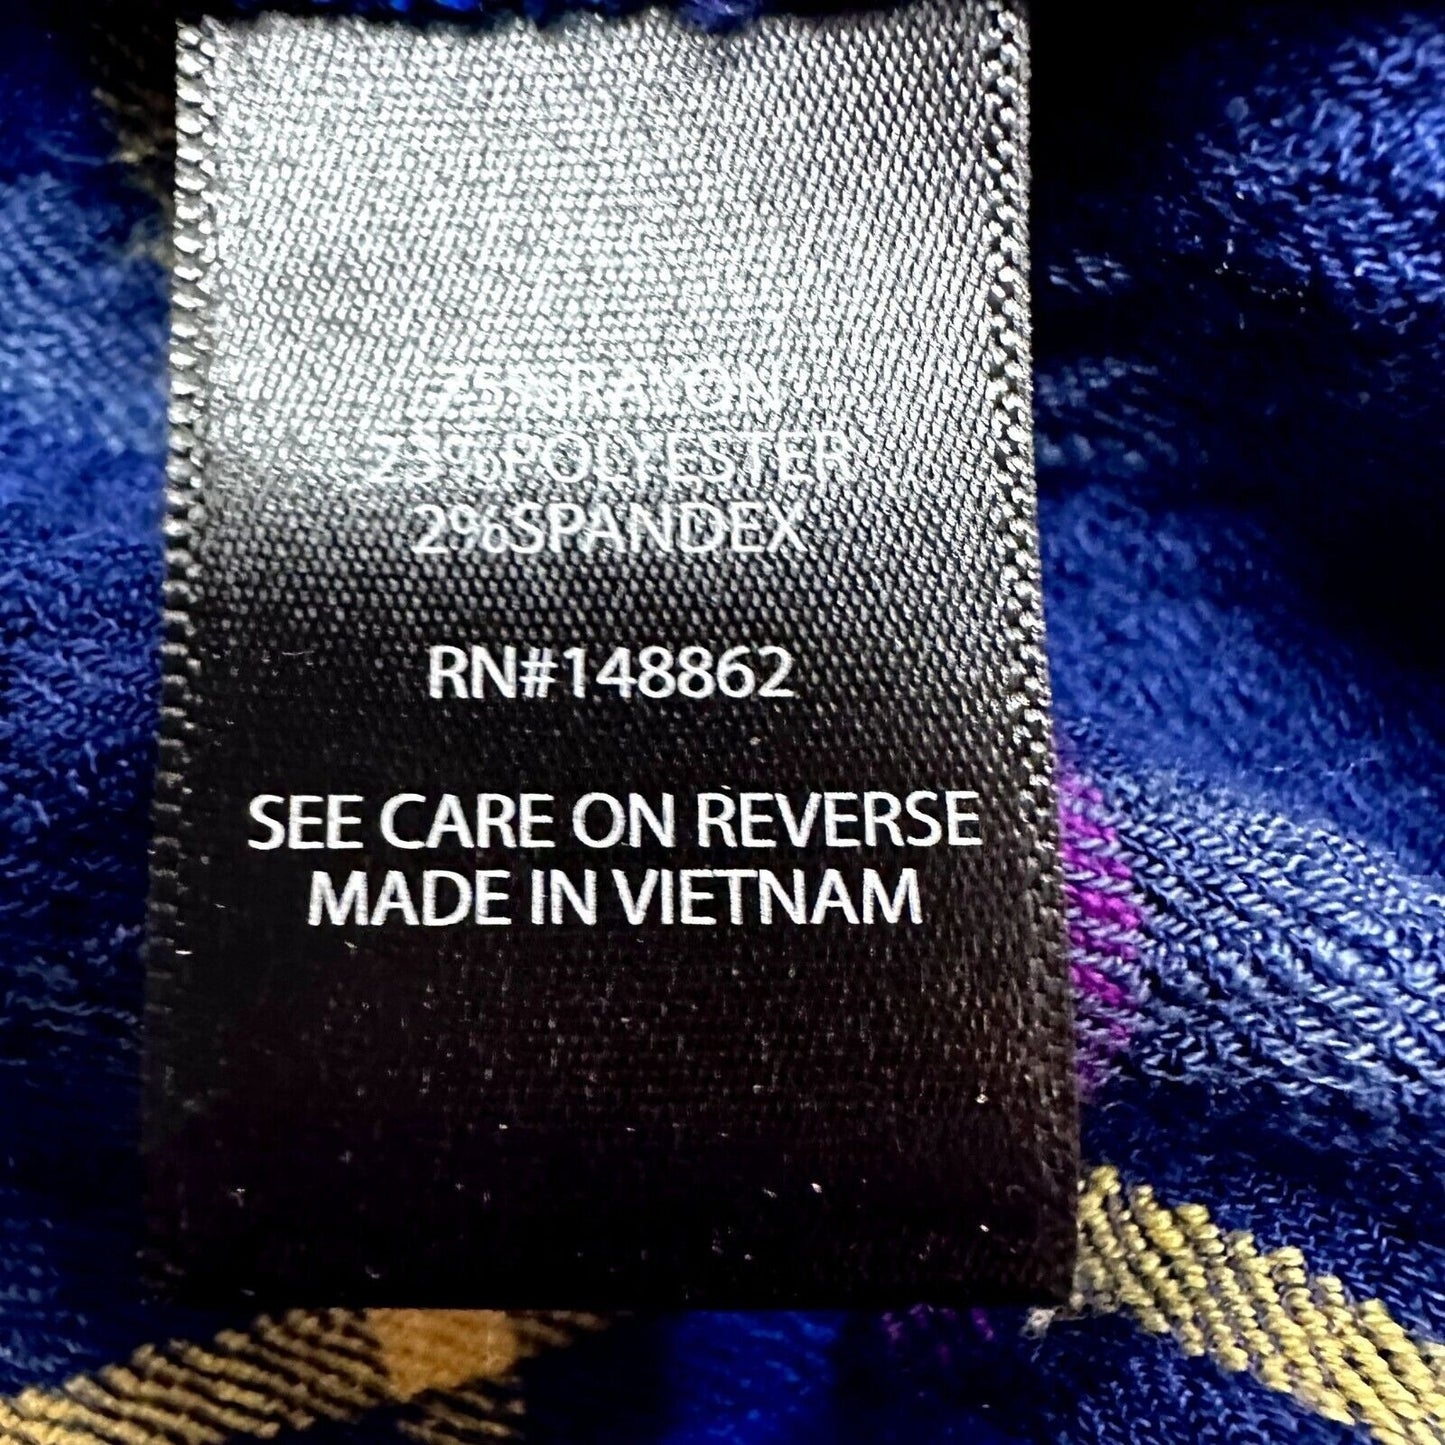 75%RAYON
23%POLYESTER
2%SPANDEX
RN#148862
SEE CARE ON REVERSE
MADE IN VIETNAM